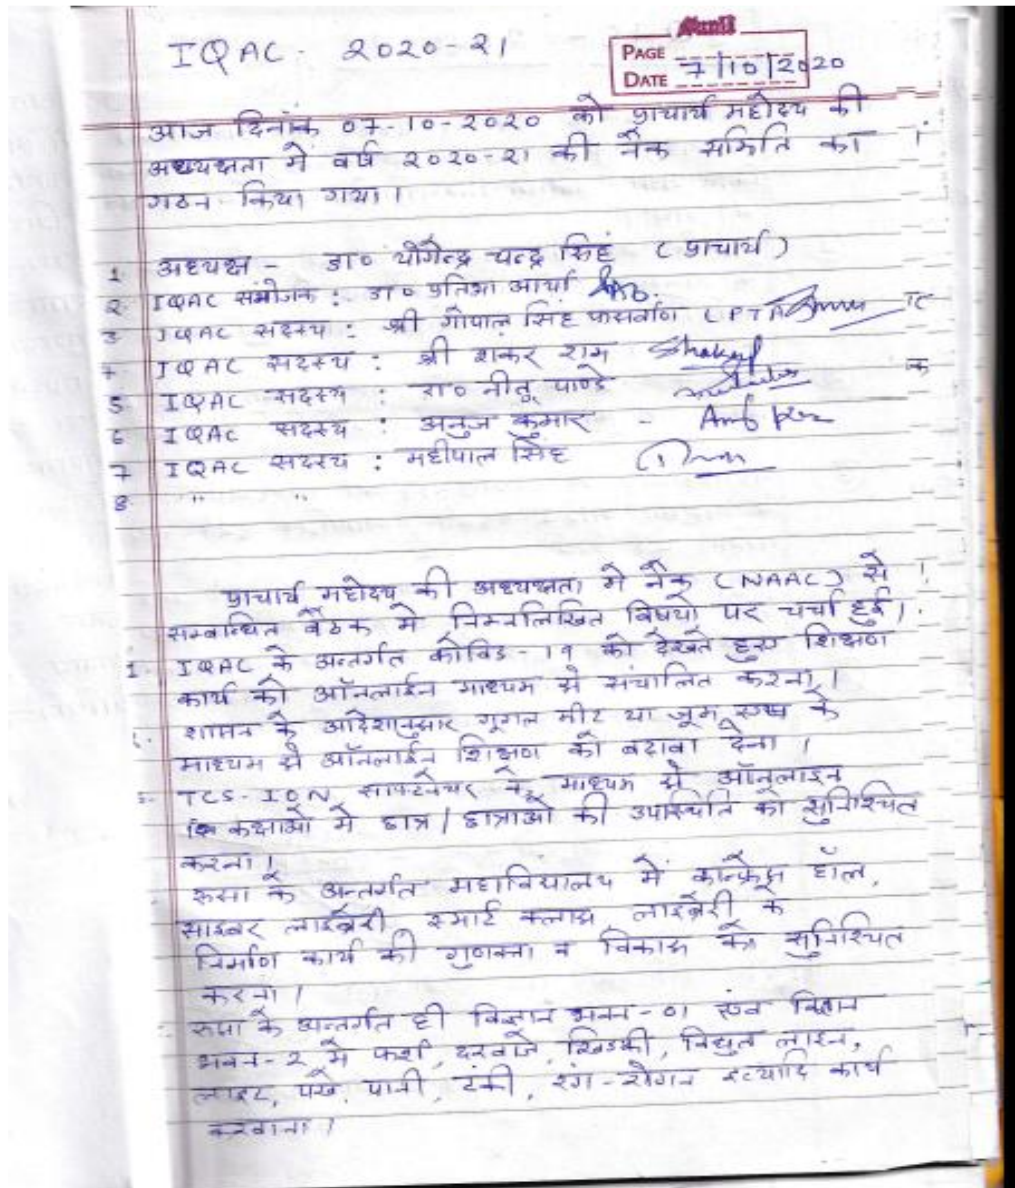 IQAC - 2020-21
PAGE
DATE 7/10/2020
आज दिनांक 07-10-2020 को प्राचार्य महोदय की
अध्यक्षता में वर्ष 2020-21 की नैक समिति का
गठन किया गया।
1 अध्यक्ष - डा० योगेन्द्र चन्द्र सिंह (प्राचार्य)
2. IQAC संयोजक : डा० प्रतिभा आर्या
3 IQAC सदस्य : श्री गोपाल सिंह (PTA
IQAC सदस्य : श्री शंकर राम
5. IQAC सदस्य : डा० नीतू पाण्डे
6 IQAC सदस्य : अनुज कुमार -
7 IQAC सदस्य : महीपाल सिंह
8. " "
प्राचार्य महोदय की अध्यक्षता में नैक (NAAC) से
सम्बन्धित बैठक में निम्नलिखित विषयो पर चर्चा हुई।
1. IQAC के अन्तर्गत कोविड-19 को देखते हुए शिक्षण
कार्य को ऑनलाईन माध्यम से संचालित करना।
शासन के आदेशानुसार गूगल मीट या जूम एप्प के
माध्यम से ऑनलाईन शिक्षण को बढावा देना।
TCS-ION साफ्टवेयर के माध्यम से ऑनलाइन
कक्षाओ में छात्र/छात्राओ की उपस्थिति को सुनिश्चित
करना।
रूसा के अन्तर्गत महाविद्यालय में कान्फ्रेंस हॉल,
साइबर लाईब्रेरी, स्मार्ट क्लास, लाइब्रेरी के
निर्माण कार्य की गुणवत्ता व विकास को सुनिश्चित
करना।
रूसा के अन्तर्गत ही विज्ञान भवन-01 एवं विज्ञान
भवन-2 में फर्श, दरवाजे, खिडकी, विद्युत लाइन,
लाइट, पंखे, पानी, टंकी, रंग-रोगन इत्यादि कार्य
करवाना।